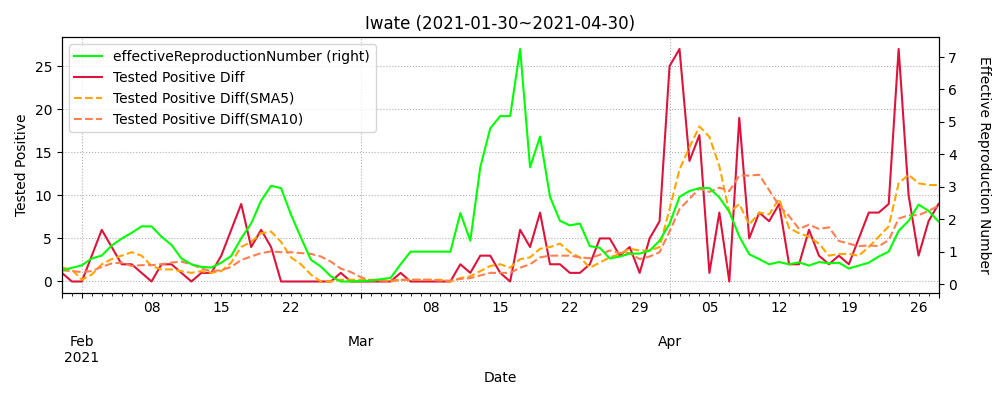 Iwate (2021-01-30~2021-04-30)
effectiveReproductionNumber (right)
Tested Positive Diff
Tested Positive Diff(SMA5)
Tested Positive Diff(SMA10)
Tested Positive
25
20
15
10
5
0
7
6
5
4
3
2
1
0
Effective Reproduction Number
08 15 22 08 15 22 29 05 12 19 26
Feb Mar Apr
2021
Date